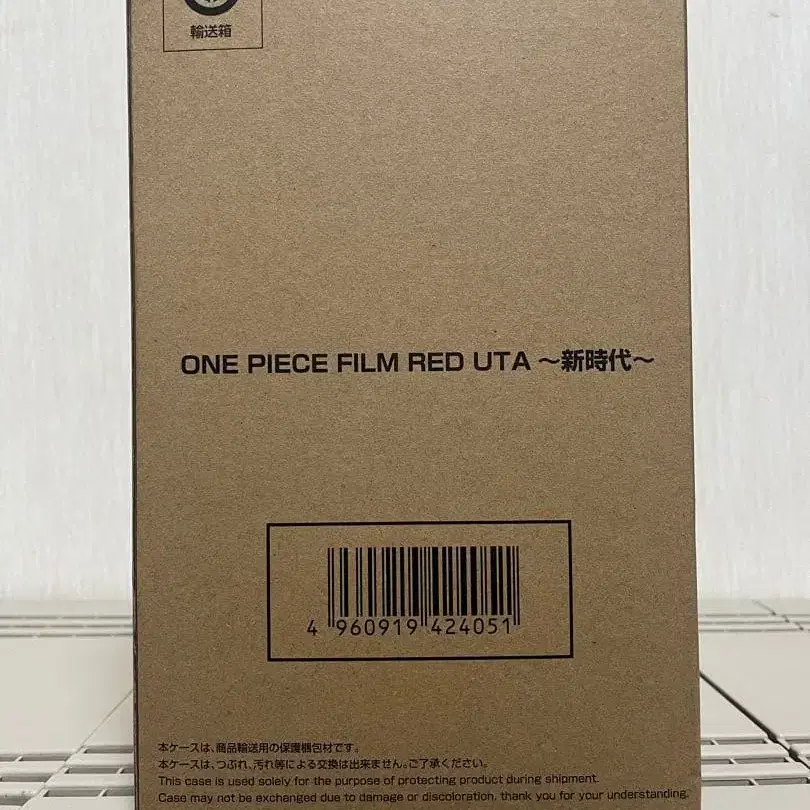 輸送箱
ONE PIECE FILM RED UTA ～新時代～
4 960919 424051
本ケースは、商品輸送用の保護梱包材です。
本ケースは、つぶれ、汚れ等による交換は出来ません。ご了承ください。
This case is used solely for the purpose of protecting product during shipment.
Case may not be exchanged due to damage or discoloration, thank you for your understanding.